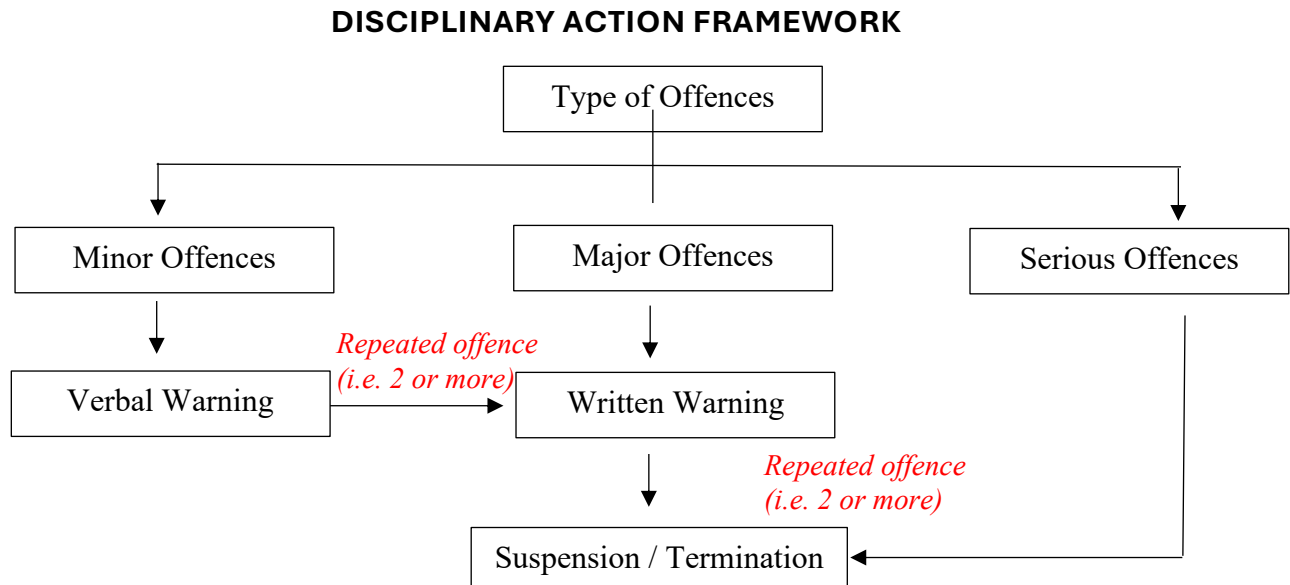 DISCIPLINARY ACTION FRAMEWORK
Type of Offences
Minor Offences
Major Offences
Serious Offences
Repeated offence
(i.e. 2 or more)
Verbal Warning
Written Warning
Repeated offence
(i.e. 2 or more)
Suspension / Termination